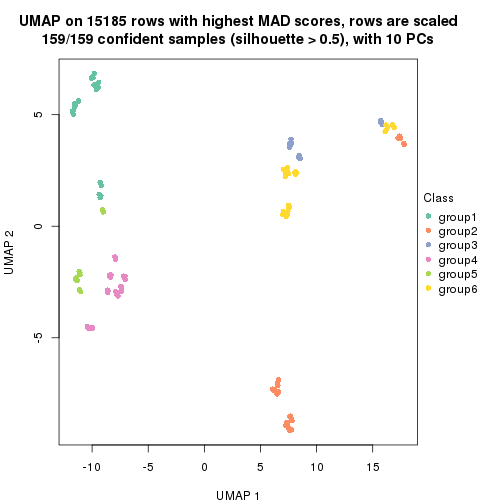 UMAP on 15185 rows with highest MAD scores, rows are scaled
159/159 confident samples (silhouette > 0.5), with 10 PCs
UMAP 2
5
0
-5
-10
-5
0
5
10
15
UMAP 1
Class
group1
group2
group3
group4
group5
group6